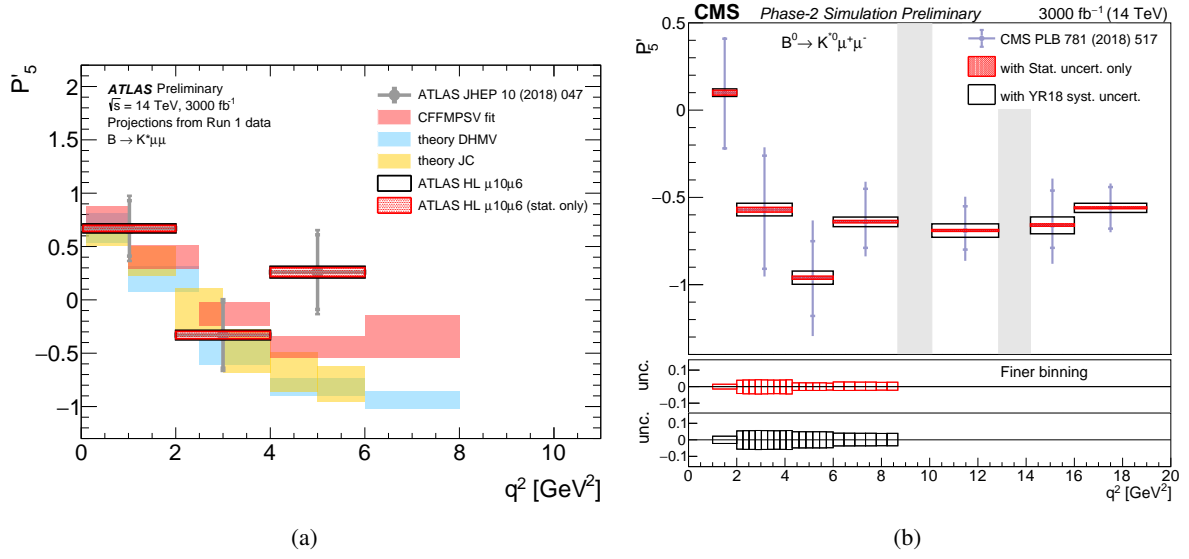 ATLAS Preliminary
√s = 14 TeV, 3000 fb⁻¹
Projections from Run 1 data
B → K*μμ
ATLAS JHEP 10 (2018) 047
CFFMPSV fit
theory DHMV
theory JC
ATLAS HL μ10μ6
ATLAS HL μ10μ6 (stat. only)
P'₅
2
1.5
1
0.5
0
−0.5
−1
0 2 4 6 8 10
q² [GeV²]
(a)
CMS Phase-2 Simulation Preliminary 3000 fb⁻¹ (14 TeV)
B⁰→ K*⁰μ⁺μ⁻
CMS PLB 781 (2018) 517
with Stat. uncert. only
with YR18 syst. uncert.
P₅'
0.5
0
−0.5
−1
Finer binning
unc.
0.1
0
−0.1
unc.
0.1
0
−0.1
0 2 4 6 8 10 12 14 16 18 20
q² [GeV²]
(b)